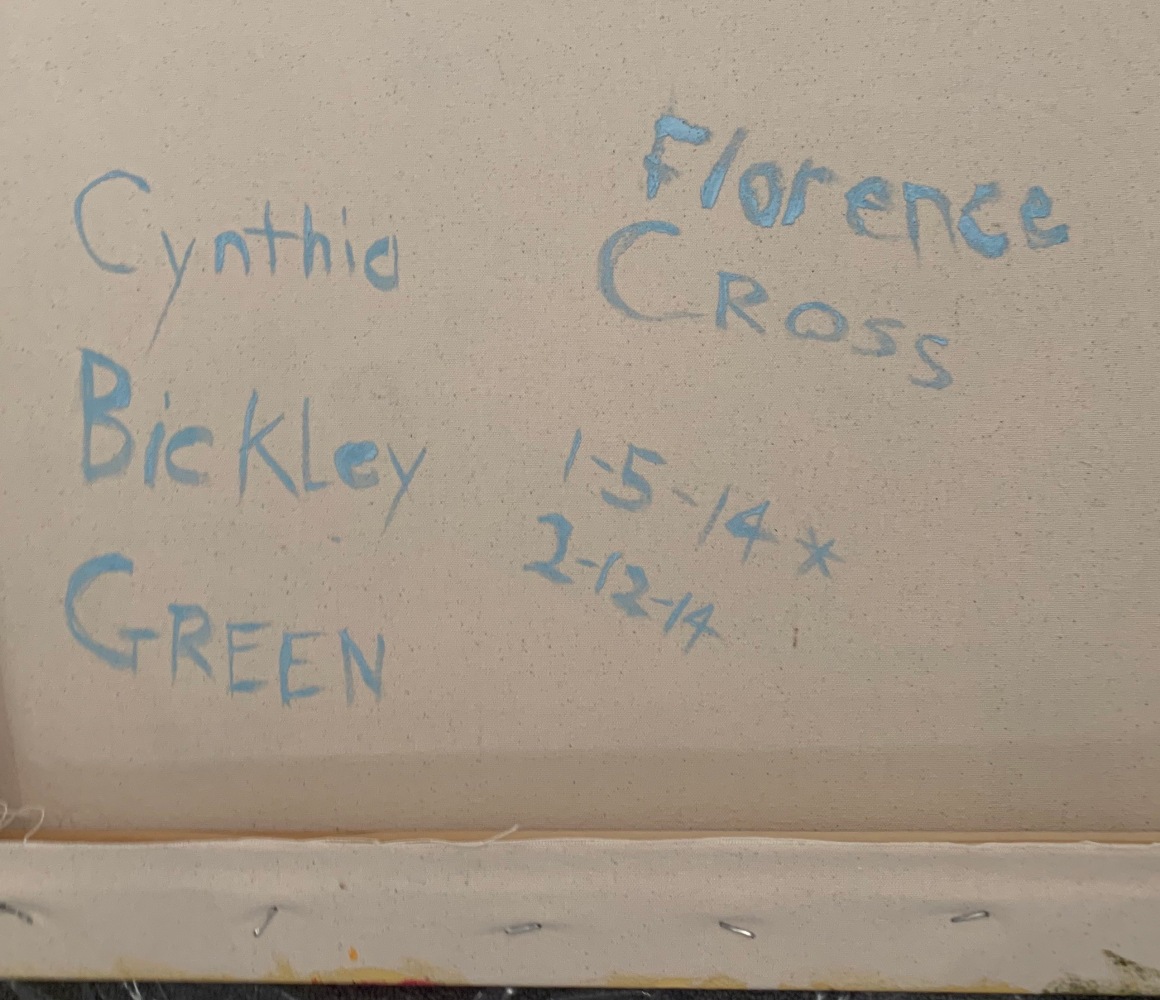 Cynthia
Bickley
GREEN
Florence
CROSS
1-5-14 *
2-12-14